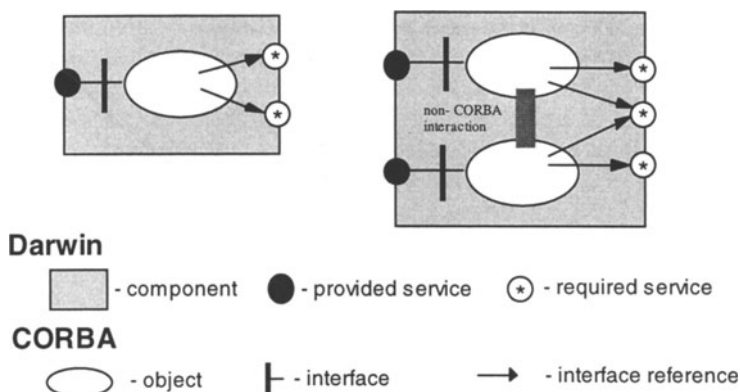 *
*
*
non- CORBA
interaction
*
*
Darwin
- component
- provided service
* - required service
CORBA
- object
- interface
- interface reference